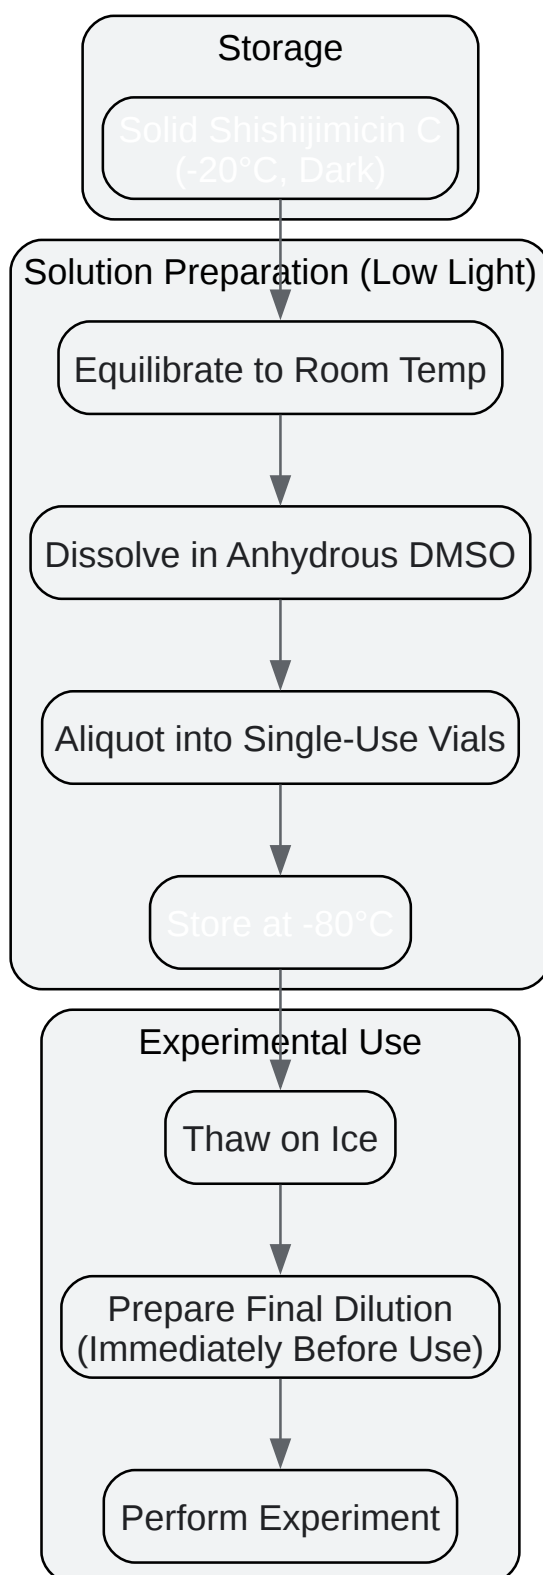 Storage
Solid Shishijimicin C
(-20°C, Dark)
Solution Preparation (Low Light)
Equilibrate to Room Temp
Dissolve in Anhydrous DMSO
Aliquot into Single-Use Vials
Store at -80°C
Experimental Use
Thaw on Ice
Prepare Final Dilution
(Immediately Before Use)
Perform Experiment